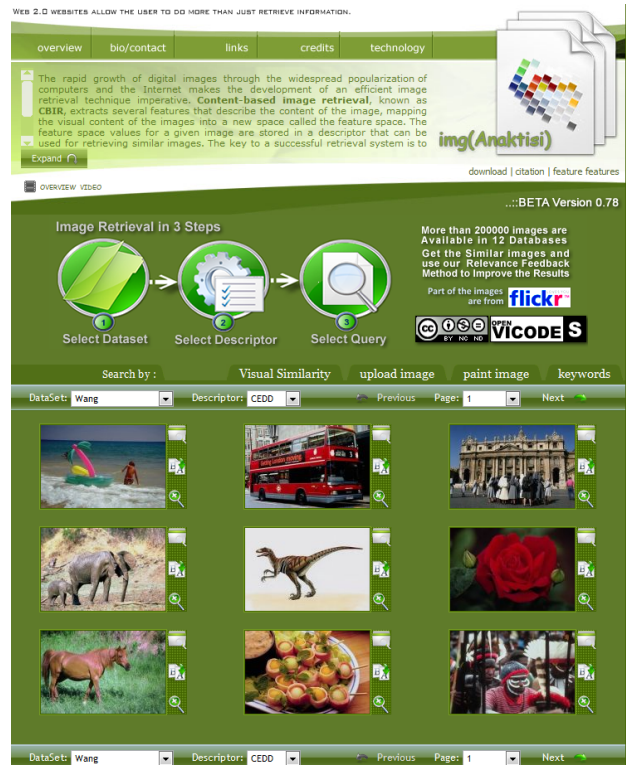 Web 2.0 websites allow the user to do more than just retrieve information.
overview bio/contact links credits technology
The rapid growth of digital images through the widespread popularization of
computers and the Internet makes the development of an efficient image
retrieval technique imperative. Content-based image retrieval, known as
CBIR, extracts several features that describe the content of the image, mapping
the visual content of the images into a new space called the feature space. The
feature space values for a given image are stored in a descriptor that can be
used for retrieving similar images. The key to a successful retrieval system is to
Expand
img(Anaktisi)
download | citation | feature features
overview video
..::BETA Version 0.78
Image Retrieval in 3 Steps
1
Select Dataset
2
Select Descriptor
3
Select Query
More than 200000 images are
Available in 12 Databases
Get the Similar images and
use our Relevance Feedback
Method to Improve the Results
Part of the images
are from flickr
cc BY NC ND
OPEN VICODE S
Search by : Visual Similarity upload image paint image keywords
DataSet: Wang Descriptor: CEDD Previous Page: 1 Next
DataSet: Wang Descriptor: CEDD Previous Page: 1 Next